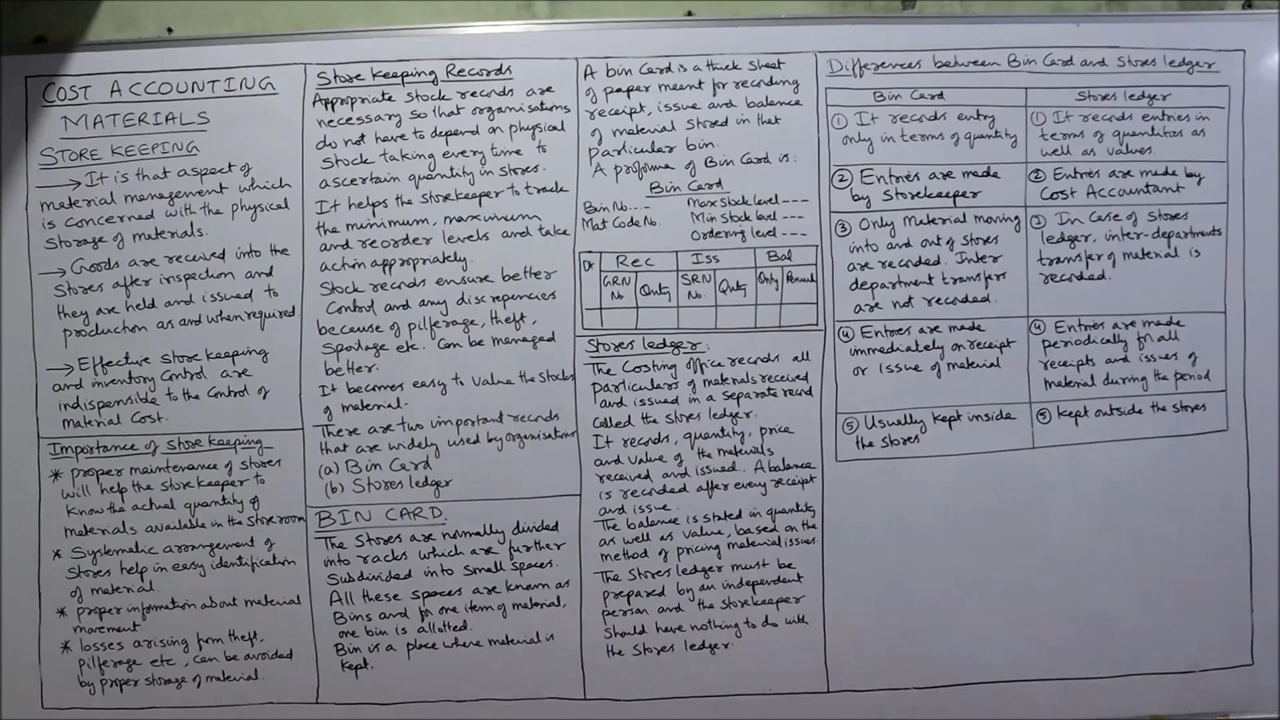 COST ACCOUNTING
MATERIALS
STORE KEEPING
→ It is that aspect of
material management which
is concerned with the physical
storage of materials.
→ Goods are received into the
stores after inspection and
they are held and issued to
production as and when required
→ Effective store keeping
and inventory control are
indispensible to the control of
material cost.
Importance of store keeping
* proper maintenance of stores
will help the store keeper to
know the actual quantity of
materials available in the store room
* Systematic arrangement of
stores help in easy identification
of material.
* proper information about material
movement.
* losses arising from theft,
pilferage etc., can be avoided
by proper storage of material.
Store keeping Records
Appropriate stock records are
necessary so that organisations
do not have to depend on physical
stock taking every time to
ascertain quantity in stores.
It helps the storekeeper to track
the minimum, maximum
and reorder levels and take
action appropriately.
Stock records ensure better
control and any discrepencies
because of pilferage, theft,
spoilage etc. can be managed
better.
It becomes easy to value the stocks
of material.
There are two important records
that are widely used by organisations
(a) Bin Card
(b) Stores ledger
BIN CARD.
The stores are normally divided
into racks which are further
subdivided into small spaces.
All these spaces are known as
Bins and for one item of material,
one bin is allotted.
Bin is a place where material is
kept.
A bin card is a thick sheet
of paper meant for recording
receipt, issue and balance
of material stored in that
particular bin.
A proforma of Bin Card is:
Bin Card
Bin No.... Max stock level ---
Mat Code No. Min stock level ---
Ordering level ---
Rec Iss Bal
GRN No Qnty SRN No. Qnty Qnty
Stores ledger:
The costing office records all
particulars of materials received
and issued in a separate record
called the stores ledger.
It records, quantity, price
and value of the materials
received and issued. A balance
is recorded after every receipt
and issue.
The balance is stated in quantity
as well as value, based on the
method of pricing material issues.
The stores ledger must be
prepared by an independent
person and the storekeeper
should have nothing to do with
the stores ledger.
Differences between Bin Card and Stores ledger
Bin Card
① It records entry
only in terms of quantity
② Entries are made
by storekeeper
③ Only material moving
into and out of stores
are recorded. Inter
department transfers
are not recorded.
④ Entries are made
immediately on receipt
or issue of material
⑤ Usually kept inside
the stores
Stores ledger
① It records entries in
terms of quantities as
well as values.
② Entries are made by
Cost Accountant
③ In case of stores
ledger, inter-departments
transfer of material is
recorded.
④ Entries are made
periodically for all
receipts and issues of
material during the period
⑤ kept outside the stores